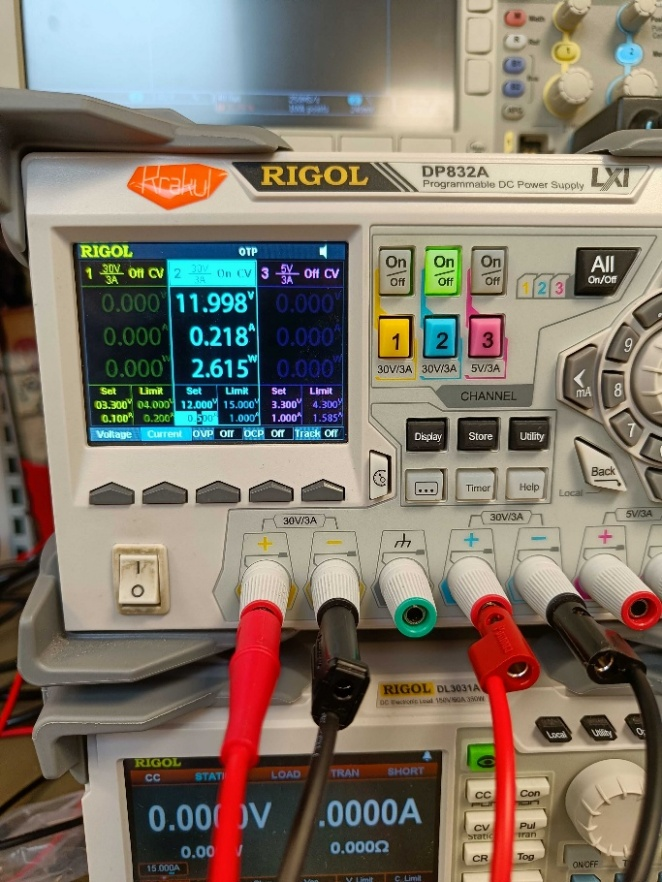 Math
Ref
1
2
Krakul
RIGOL
DP832A
Programmable DC Power Supply
LXI
RIGOL
OTP
1 30V 3A Off CV
2 30V 3A On CV
3 5V 3A Off CV
0.000V 11.998V 0.000V
0.000A 0.218A 0.000A
0.000W 2.615W 0.000W
Set Limit Set Limit Set Limit
03.300V 04.000V 12.000V 15.000V 3.300V 4.300V
0.100A 0.200A 0.500A 1.000A 1.000A 1.585A
Voltage Current OVP Off OCP Off Track Off
On Off
On Off
On Off
1 2 3
All
On/Off
1
2
3
30V/3A
30V/3A
5V/3A
CHANNEL
<
mA
9
8
7
Display
Store
Utility
...
Timer
Help
Back
Local
I
O
30V/3A
30V/3A
5V/3A
+
−
+
−
+
RIGOL DL3031A
DC Electronic Load 150V/60A 350W
Local
Utility
RIGOL
CC
STATI
LOAD
TRAN
SHORT
0.0000V
.0000A
0.000Ω
15.000A
V_Limit
C_Limit
CC
Con
CV
Pul
CR
Tog
ON/OFF